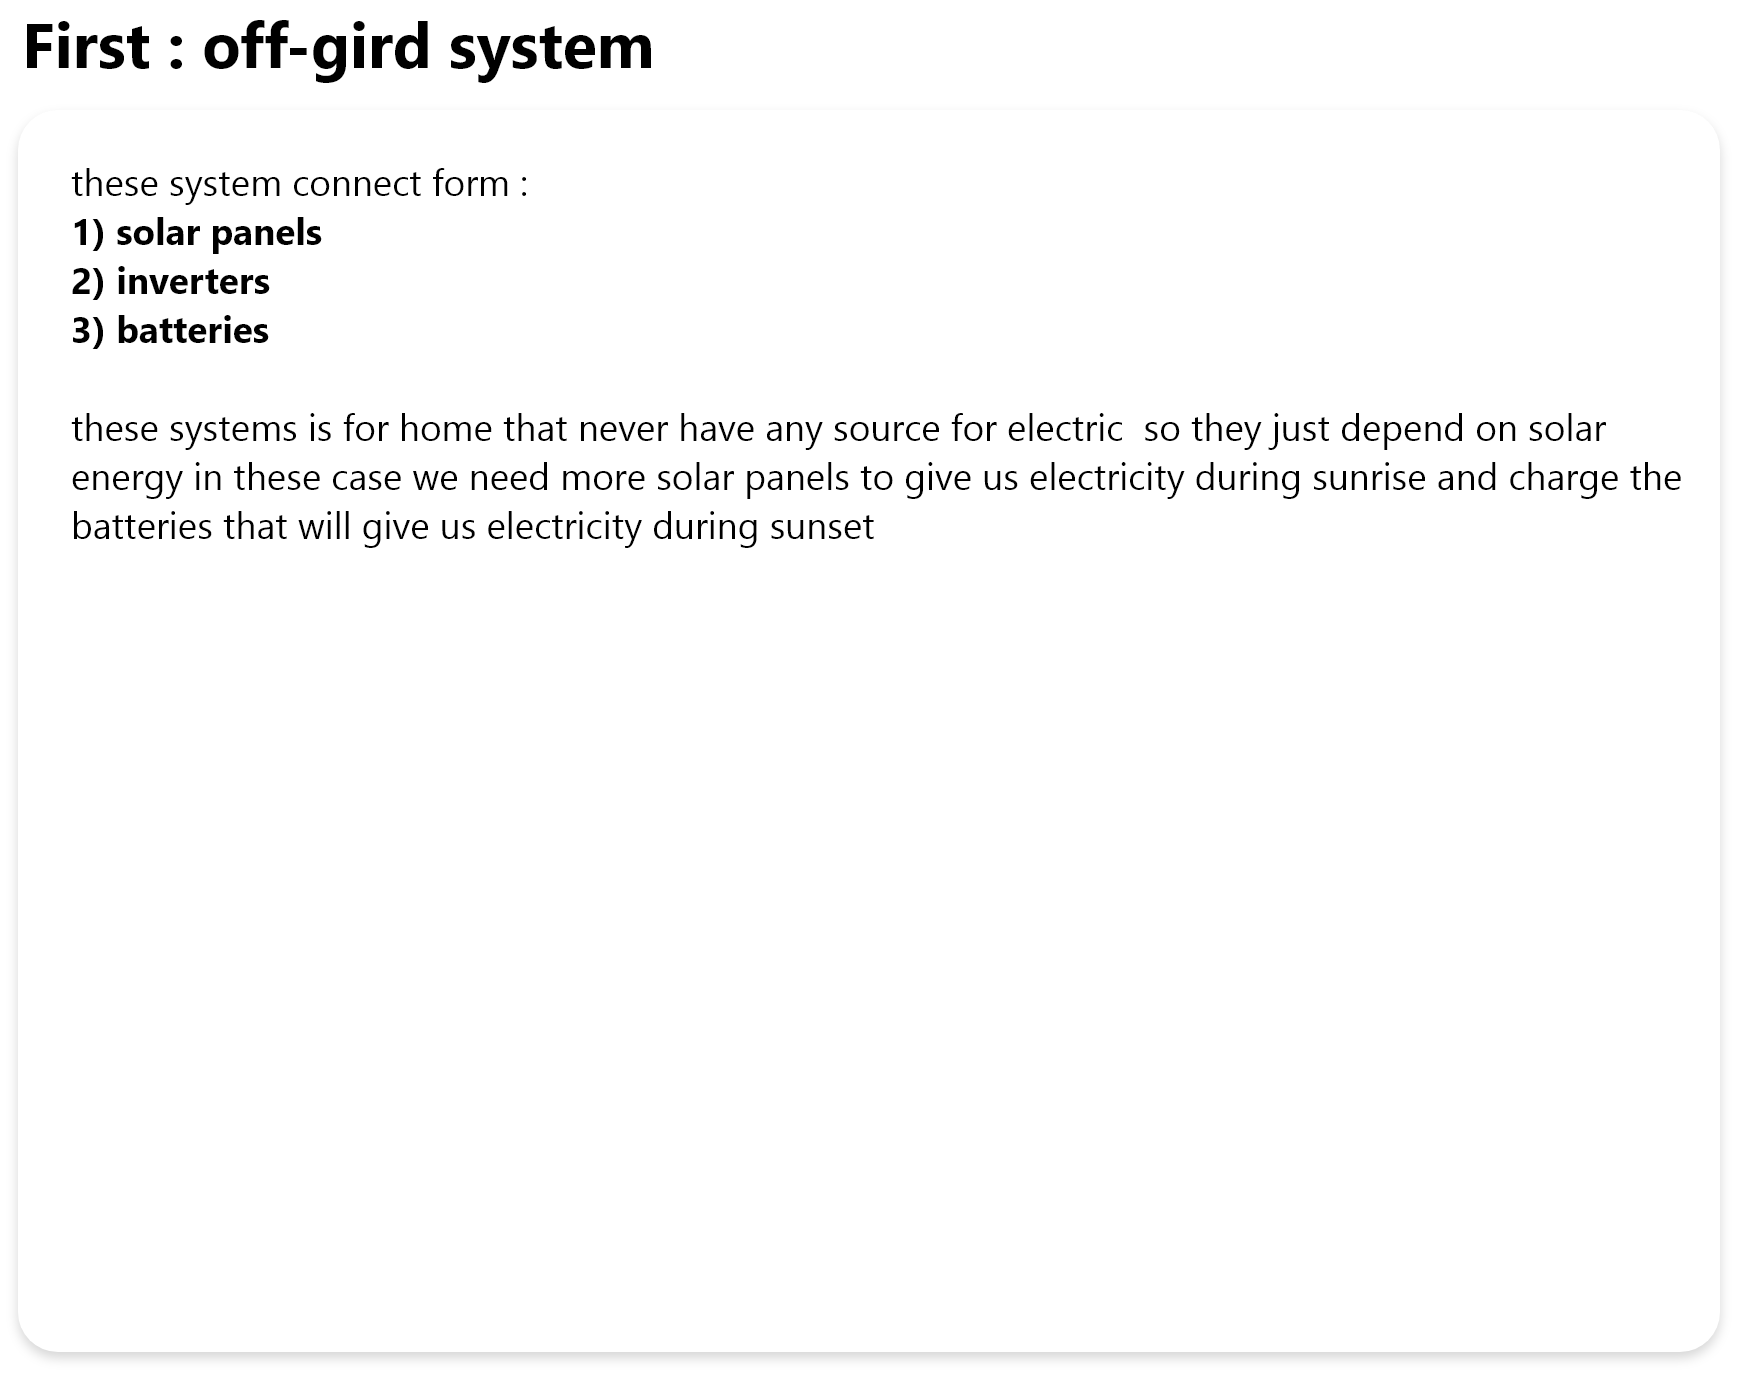 First : off-gird system
these system connect form :
1) solar panels
2) inverters
3) batteries
these systems is for home that never have any source for electric  so they just depend on solar
energy in these case we need more solar panels to give us electricity during sunrise and charge the
batteries that will give us electricity during sunset